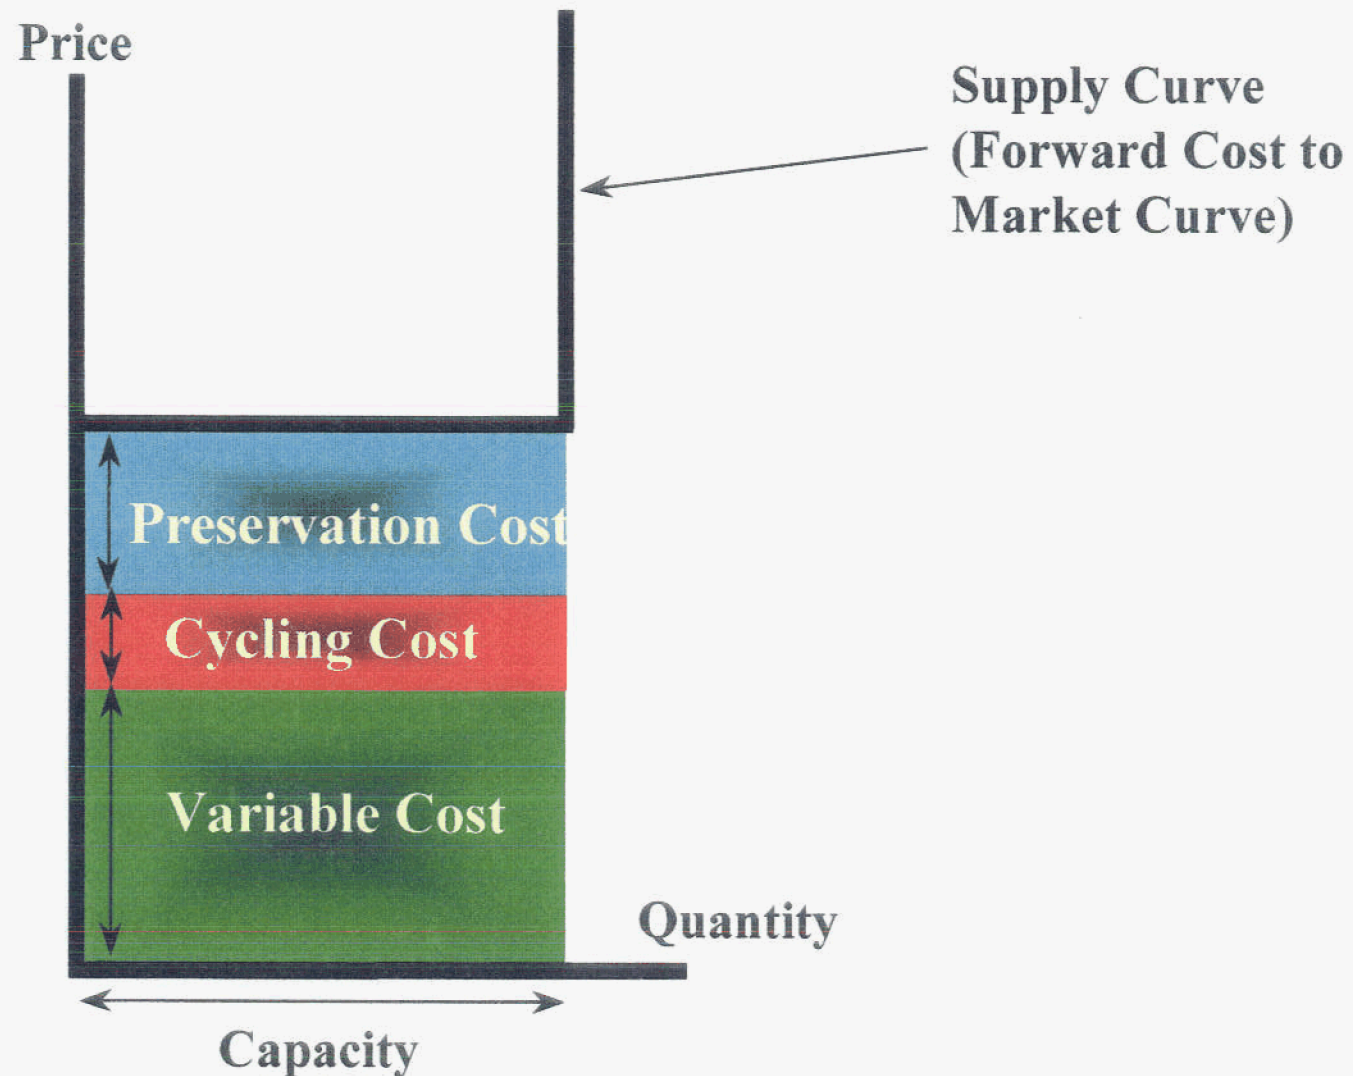 Price
Supply Curve
(Forward Cost to
Market Curve)
Preservation Cost
Cycling Cost
Variable Cost
Quantity
Capacity